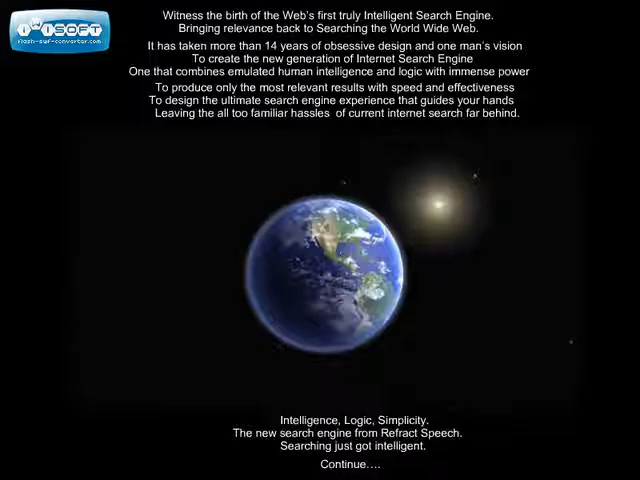 iWiSOFT
flash-swf-converter.com
Witness the birth of the Web's first truly Intelligent Search Engine.
Bringing relevance back to Searching the World Wide Web.
It has taken more than 14 years of obsessive design and one man's vision
To create the new generation of Internet Search Engine
One that combines emulated human intelligence and logic with immense power
To produce only the most relevant results with speed and effectiveness
To design the ultimate search engine experience that guides your hands
Leaving the all too familiar hassles of current internet search far behind.
Intelligence, Logic, Simplicity.
The new search engine from Refract Speech.
Searching just got intelligent.
Continue….